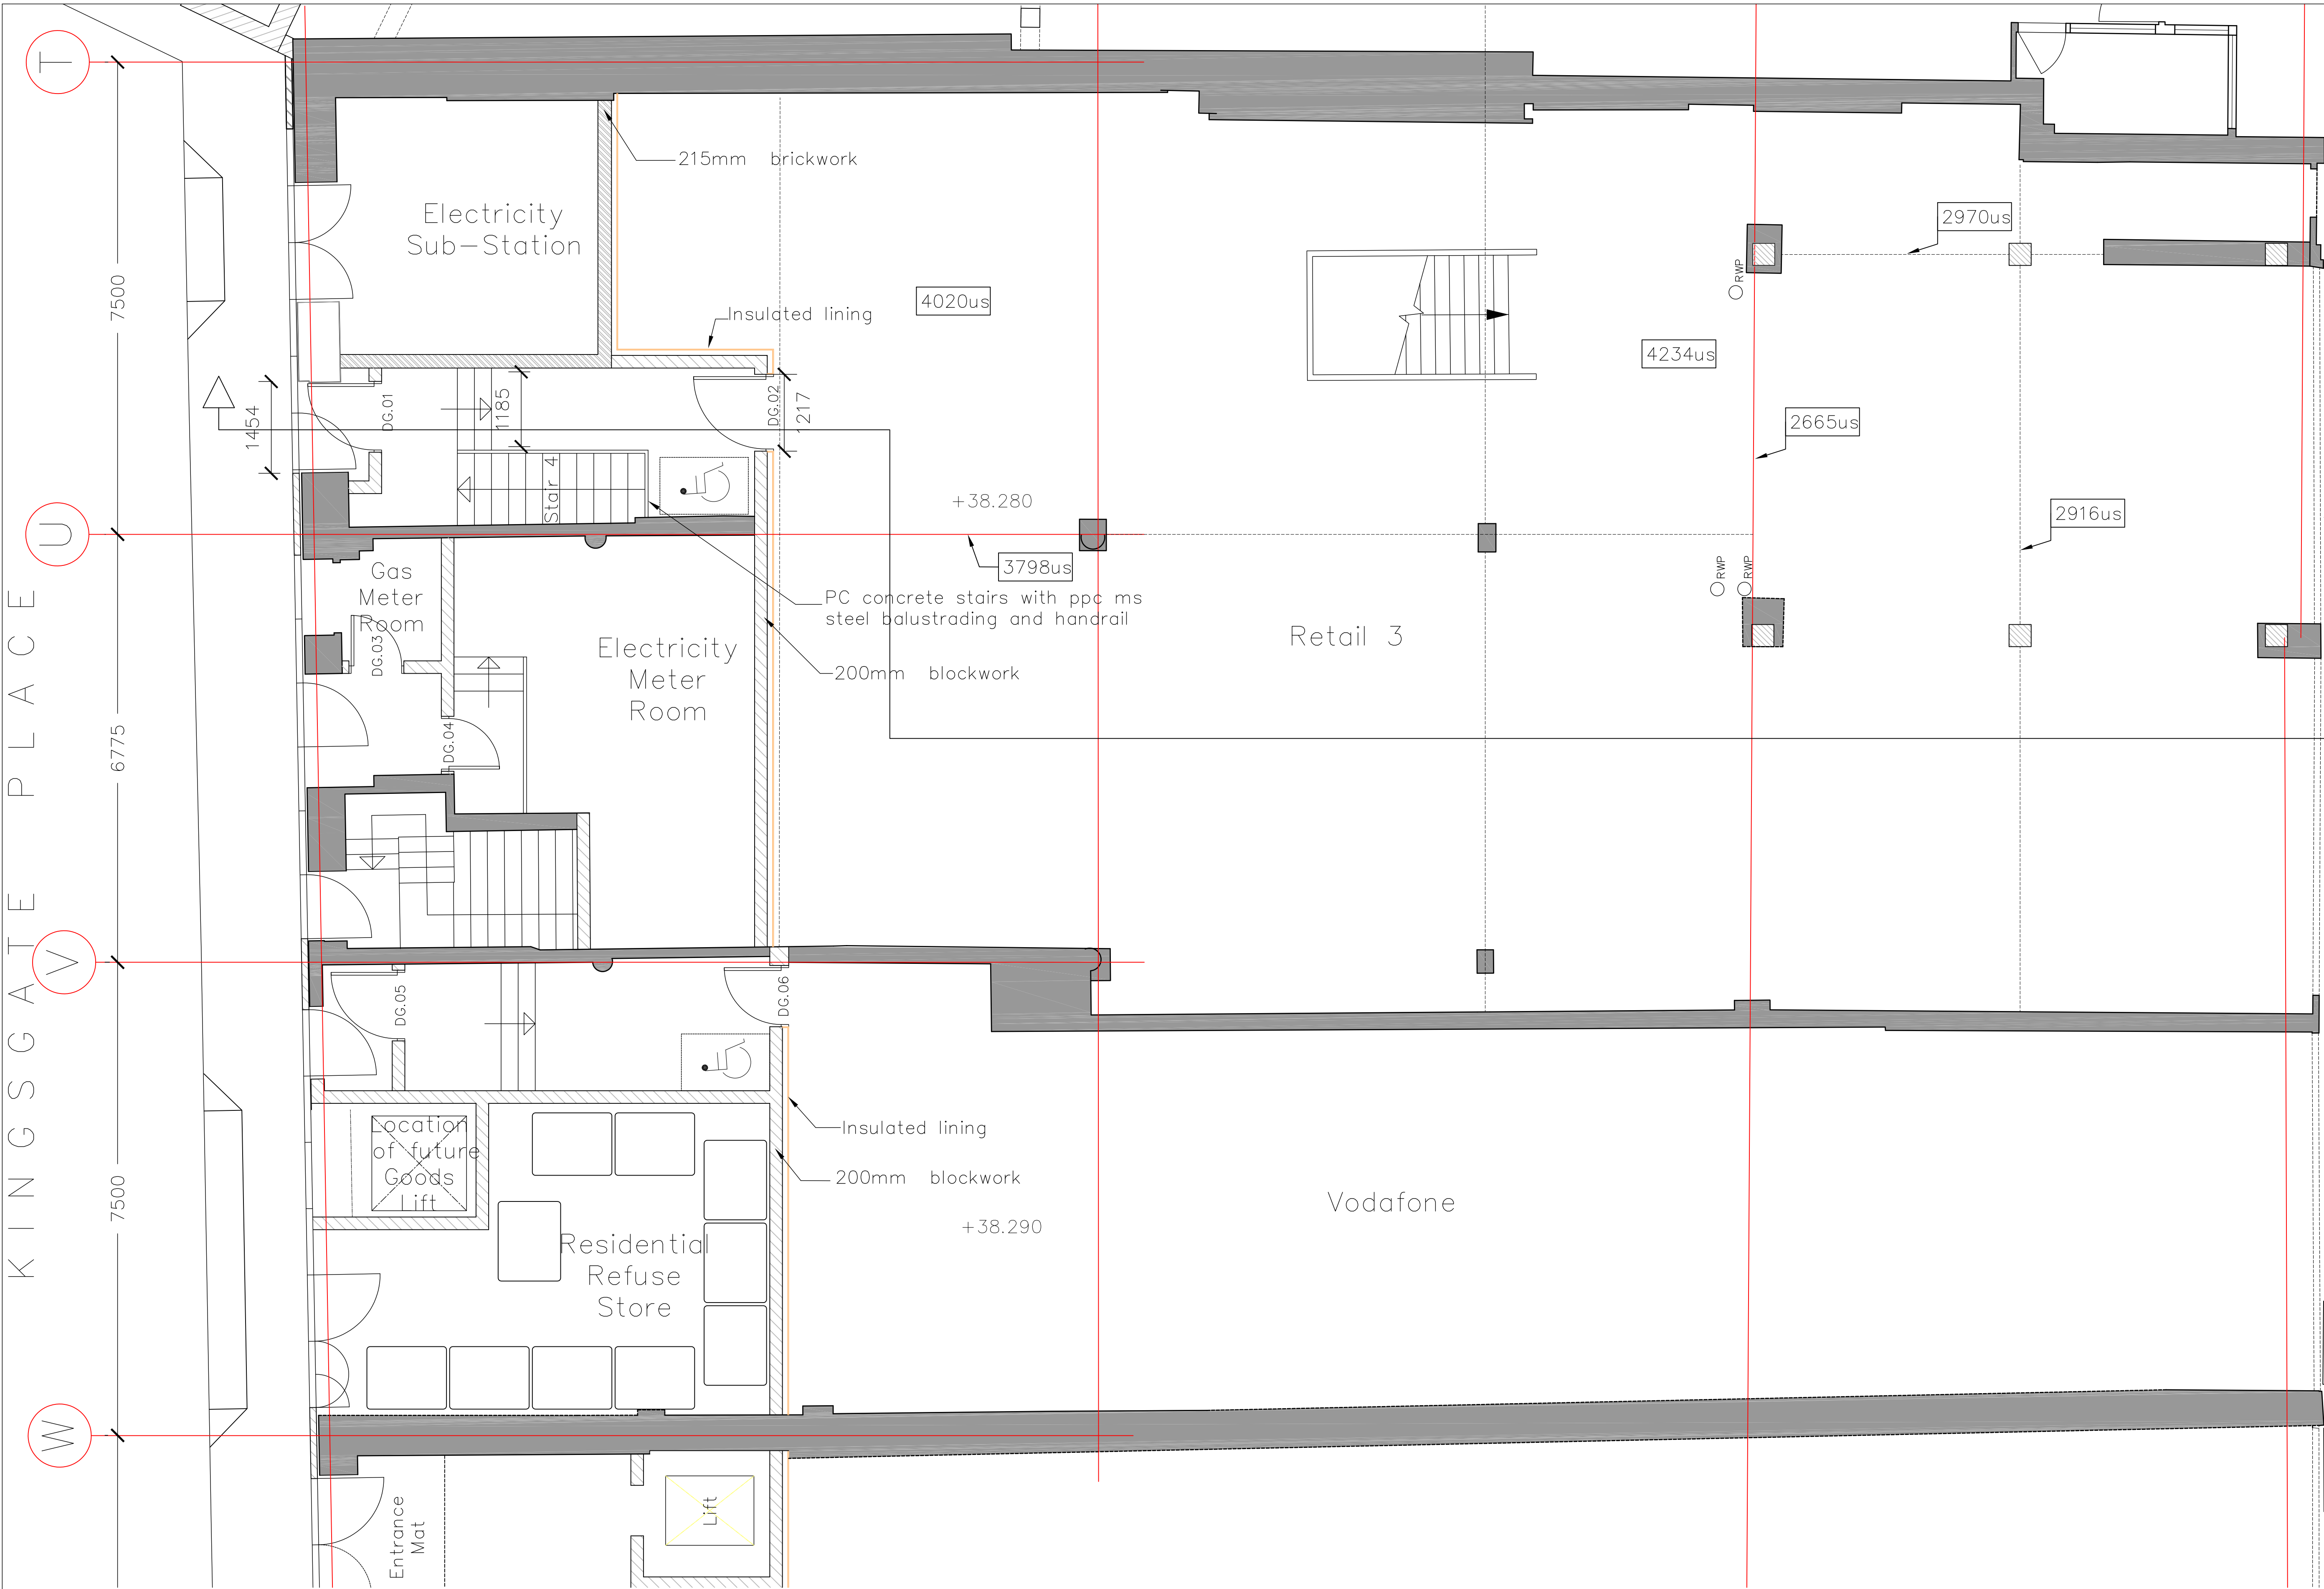 T
U
V
W
7500
6775
7500
KINGSGATE PLACE
Electricity
Sub-Station
215mm brickwork
Insulated lining
4020us
4234us
2970us
2665us
2916us
3798us
+38.280
RWP
RWP
RWP
1454
DG.01
1185
DG.02
1217
Stair 4
PC concrete stairs with ppc ms
steel balustrading and handrail
200mm blockwork
Gas
Meter
Room
DG.03
DG.04
Electricity
Meter
Room
Retail 3
DG.05
DG.06
Insulated lining
200mm blockwork
+38.290
Vodafone
Location
of future
Goods
Lift
Residential
Refuse
Store
Entrance
Mat
Lift